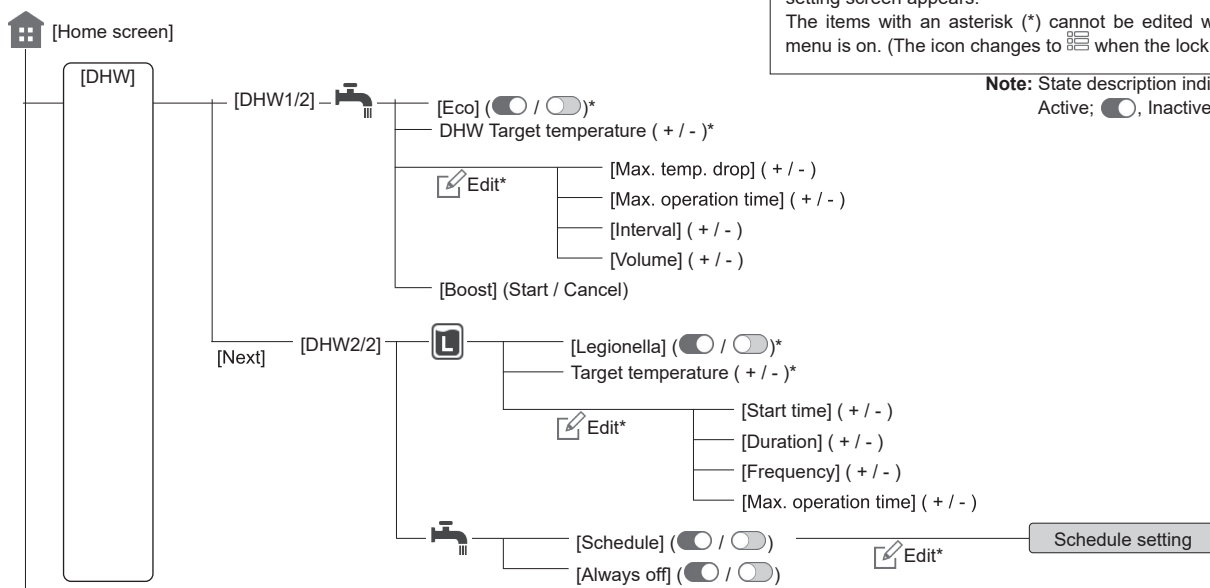 setting screen appears.
The items with an asterisk (*) cannot be edited w
menu is on. (The icon changes to when the lock
Note: State description indi
Active; , Inactive
[Home screen]
[DHW]
[DHW1/2]
[Eco] ( / )*
DHW Target temperature ( + / - )*
Edit*
[Max. temp. drop] ( + / - )
[Max. operation time] ( + / - )
[Interval] ( + / - )
[Volume] ( + / - )
[Boost] (Start / Cancel)
[Next]
[DHW2/2]
L
[Legionella] ( / )*
Target temperature ( + / - )*
Edit*
[Start time] ( + / - )
[Duration] ( + / - )
[Frequency] ( + / - )
[Max. operation time] ( + / - )
[Schedule] ( / )
Edit*
Schedule setting
[Always off] ( / )